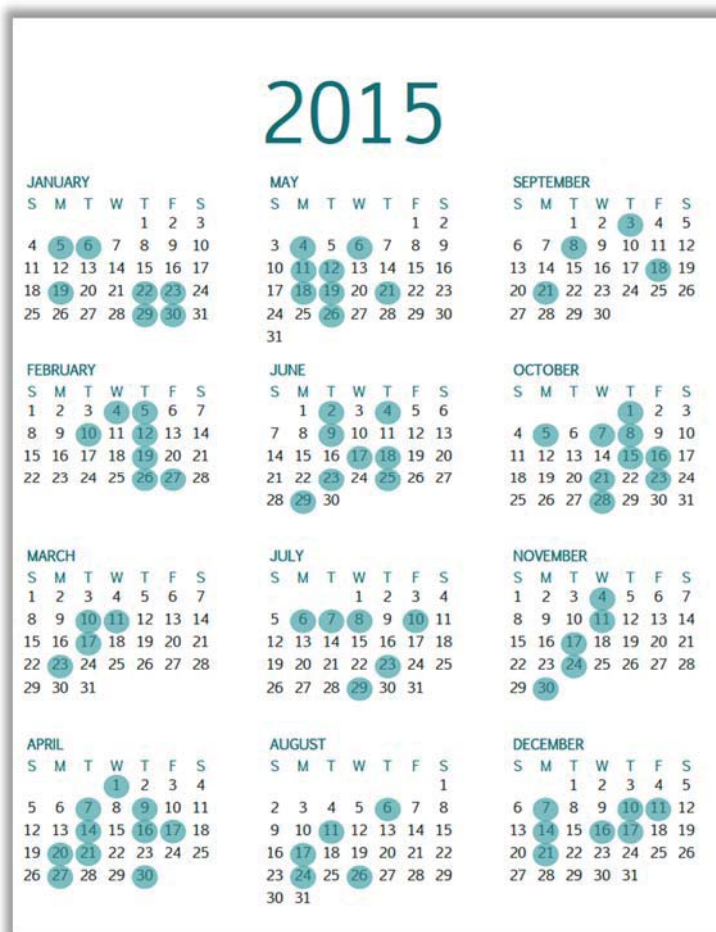 2015
JANUARY
S M T W T F S
1 2 3
4 5 6 7 8 9 10
11 12 13 14 15 16 17
18 19 20 21 22 23 24
25 26 27 28 29 30 31
FEBRUARY
S M T W T F S
1 2 3 4 5 6 7
8 9 10 11 12 13 14
15 16 17 18 19 20 21
22 23 24 25 26 27 28
MARCH
S M T W T F S
1 2 3 4 5 6 7
8 9 10 11 12 13 14
15 16 17 18 19 20 21
22 23 24 25 26 27 28
29 30 31
APRIL
S M T W T F S
1 2 3 4
5 6 7 8 9 10 11
12 13 14 15 16 17 18
19 20 21 22 23 24 25
26 27 28 29 30
MAY
S M T W T F S
1 2
3 4 5 6 7 8 9
10 11 12 13 14 15 16
17 18 19 20 21 22 23
24 25 26 27 28 29 30
31
JUNE
S M T W T F S
1 2 3 4 5 6
7 8 9 10 11 12 13
14 15 16 17 18 19 20
21 22 23 24 25 26 27
28 29 30
JULY
S M T W T F S
1 2 3 4
5 6 7 8 9 10 11
12 13 14 15 16 17 18
19 20 21 22 23 24 25
26 27 28 29 30 31
AUGUST
S M T W T F S
1
2 3 4 5 6 7 8
9 10 11 12 13 14 15
16 17 18 19 20 21 22
23 24 25 26 27 28 29
30 31
SEPTEMBER
S M T W T F S
1 2 3 4 5
6 7 8 9 10 11 12
13 14 15 16 17 18 19
20 21 22 23 24 25 26
27 28 29 30
OCTOBER
S M T W T F S
1 2 3
4 5 6 7 8 9 10
11 12 13 14 15 16 17
18 19 20 21 22 23 24
25 26 27 28 29 30 31
NOVEMBER
S M T W T F S
1 2 3 4 5 6 7
8 9 10 11 12 13 14
15 16 17 18 19 20 21
22 23 24 25 26 27 28
29 30
DECEMBER
S M T W T F S
1 2 3 4 5
6 7 8 9 10 11 12
13 14 15 16 17 18 19
20 21 22 23 24 25 26
27 28 29 30 31